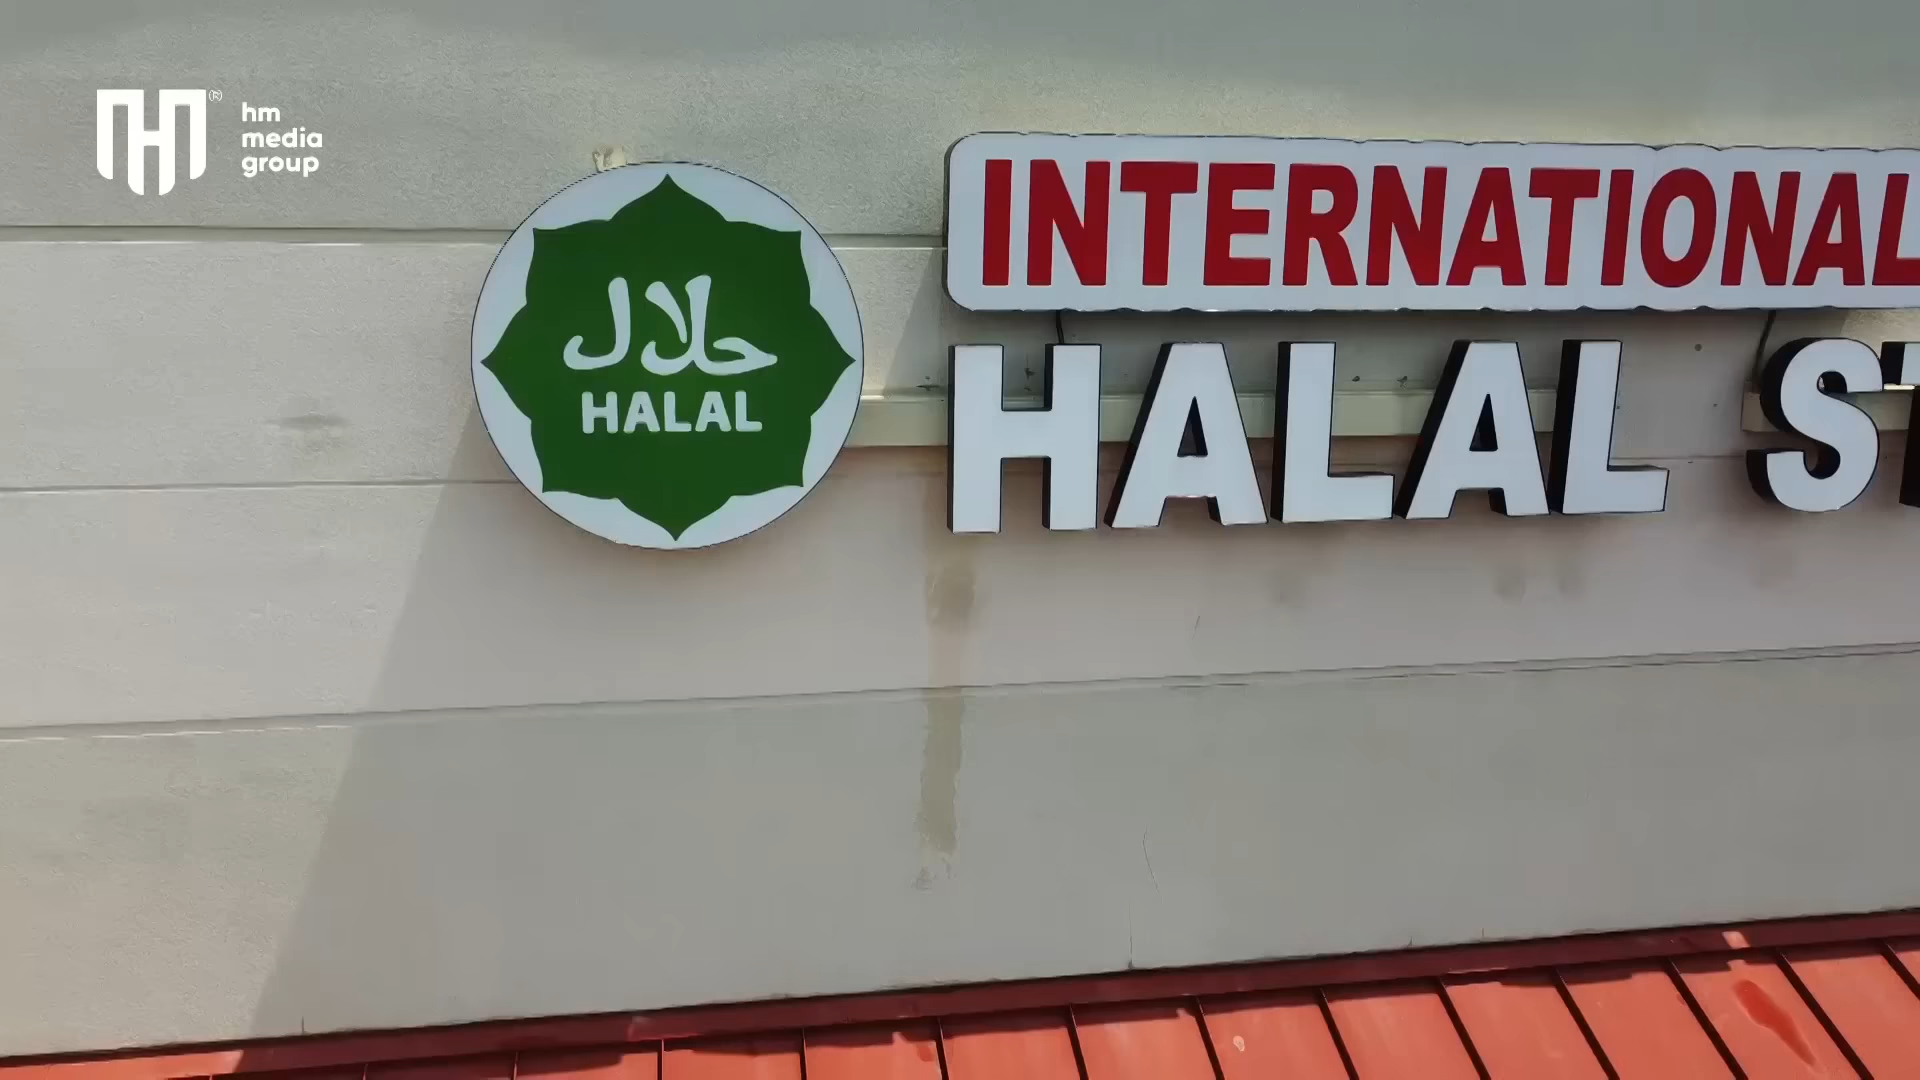 hm
media
group
حلال
HALAL
INTERNATIONAL
HALAL